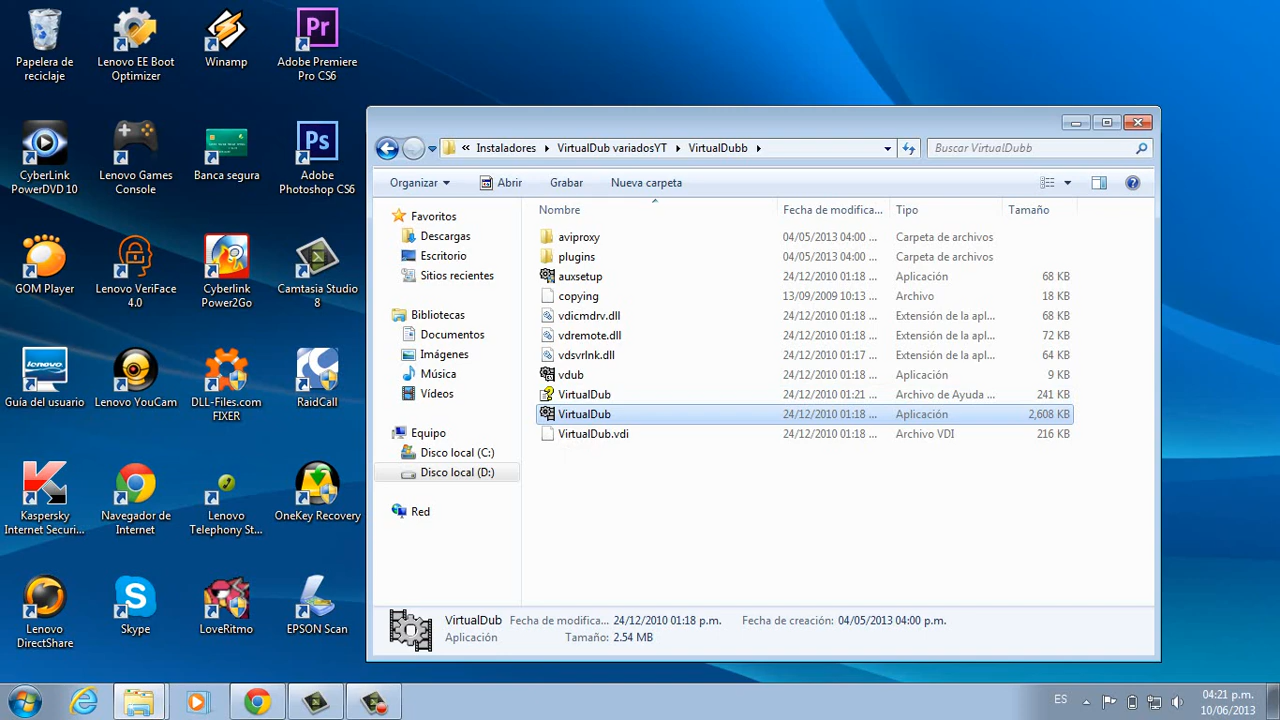 Papelera de reciclaje
Lenovo EE Boot Optimizer
Winamp
Pr
Adobe Premiere Pro CS6
CyberLink PowerDVD 10
Lenovo Games Console
Banca segura
Ps
Adobe Photoshop CS6
GOM Player
Lenovo VeriFace 4.0
Cyberlink Power2Go
Camtasia Studio 8
lenovo
Guía del usuario
Lenovo YouCam
DLL-Files.com FIXER
RaidCall
Kaspersky Internet Securi...
Navegador de Internet
Lenovo Telephony St...
OneKey Recovery
Lenovo DirectShare
Skype
LoveRitmo
EPSON Scan
« Instaladores VirtualDub variadosYT VirtualDubb
Buscar VirtualDubb
Organizar Abrir Grabar Nueva carpeta
Favoritos
Descargas
Escritorio
Sitios recientes
Bibliotecas
Documentos
Imágenes
Música
Vídeos
Equipo
Disco local (C:)
Disco local (D:)
Red
Nombre Fecha de modifica... Tipo Tamaño
aviproxy 04/05/2013 04:00 ... Carpeta de archivos
plugins 04/05/2013 04:00 ... Carpeta de archivos
auxsetup 24/12/2010 01:18 ... Aplicación 68 KB
copying 13/09/2009 10:13 ... Archivo 18 KB
vdicmdrv.dll 24/12/2010 01:18 ... Extensión de la apl... 68 KB
vdremote.dll 24/12/2010 01:18 ... Extensión de la apl... 72 KB
vdsvrlnk.dll 24/12/2010 01:17 ... Extensión de la apl... 64 KB
vdub 24/12/2010 01:18 ... Aplicación 9 KB
VirtualDub 24/12/2010 01:21 ... Archivo de Ayuda ... 241 KB
VirtualDub 24/12/2010 01:18 ... Aplicación 2,608 KB
VirtualDub.vdi 24/12/2010 01:18 ... Archivo VDI 216 KB
VirtualDub Fecha de modifica... 24/12/2010 01:18 p.m. Fecha de creación: 04/05/2013 04:00 p.m.
Aplicación Tamaño: 2.54 MB
ES
04:21 p.m.
10/06/2013